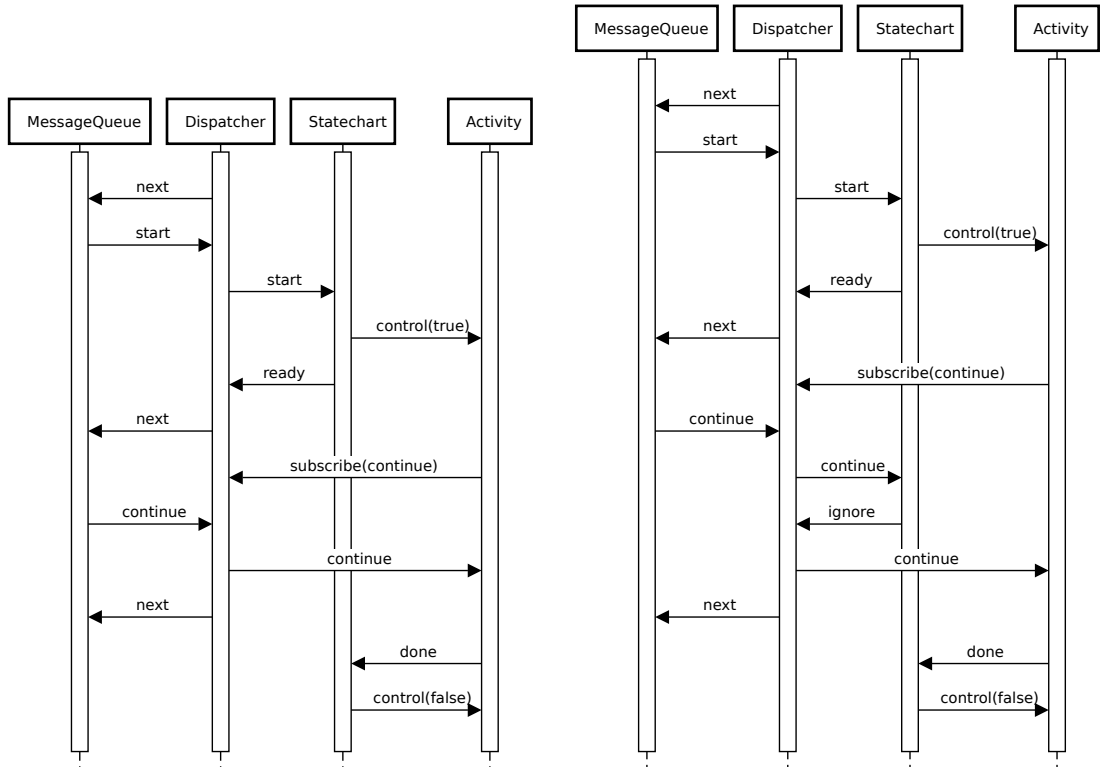 MessageQueue Dispatcher Statechart Activity
next
start
start
control(true)
ready
next
subscribe(continue)
continue
continue
next
done
control(false)
MessageQueue Dispatcher Statechart Activity
next
start
start
control(true)
ready
next
subscribe(continue)
continue
continue
ignore
continue
next
done
control(false)